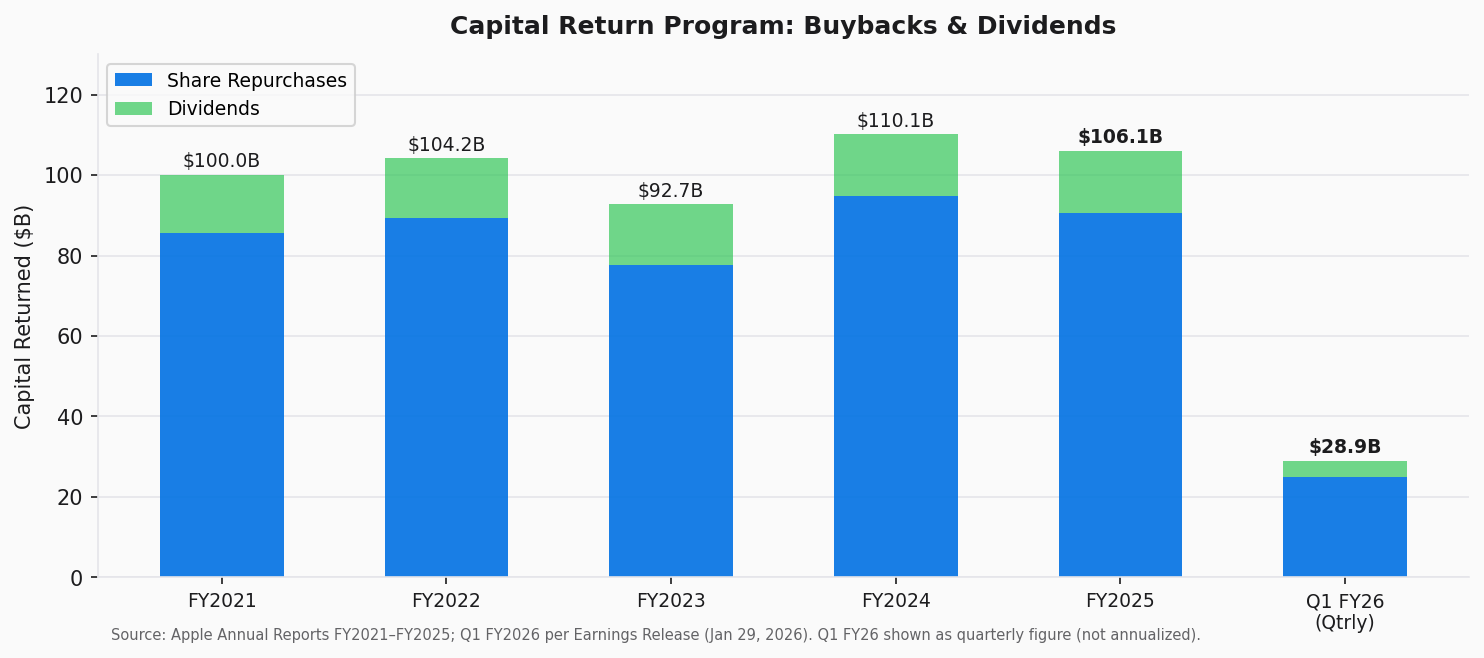 Capital Return Program: Buybacks & Dividends
Share Repurchases
Dividends
Capital Returned ($B)
120
100
80
60
40
20
0
$100.0B
$104.2B
$92.7B
$110.1B
$106.1B
$28.9B
FY2021
FY2022
FY2023
FY2024
FY2025
Q1 FY26
(Qtrly)
Source: Apple Annual Reports FY2021–FY2025; Q1 FY2026 per Earnings Release (Jan 29, 2026). Q1 FY26 shown as quarterly figure (not annualized).